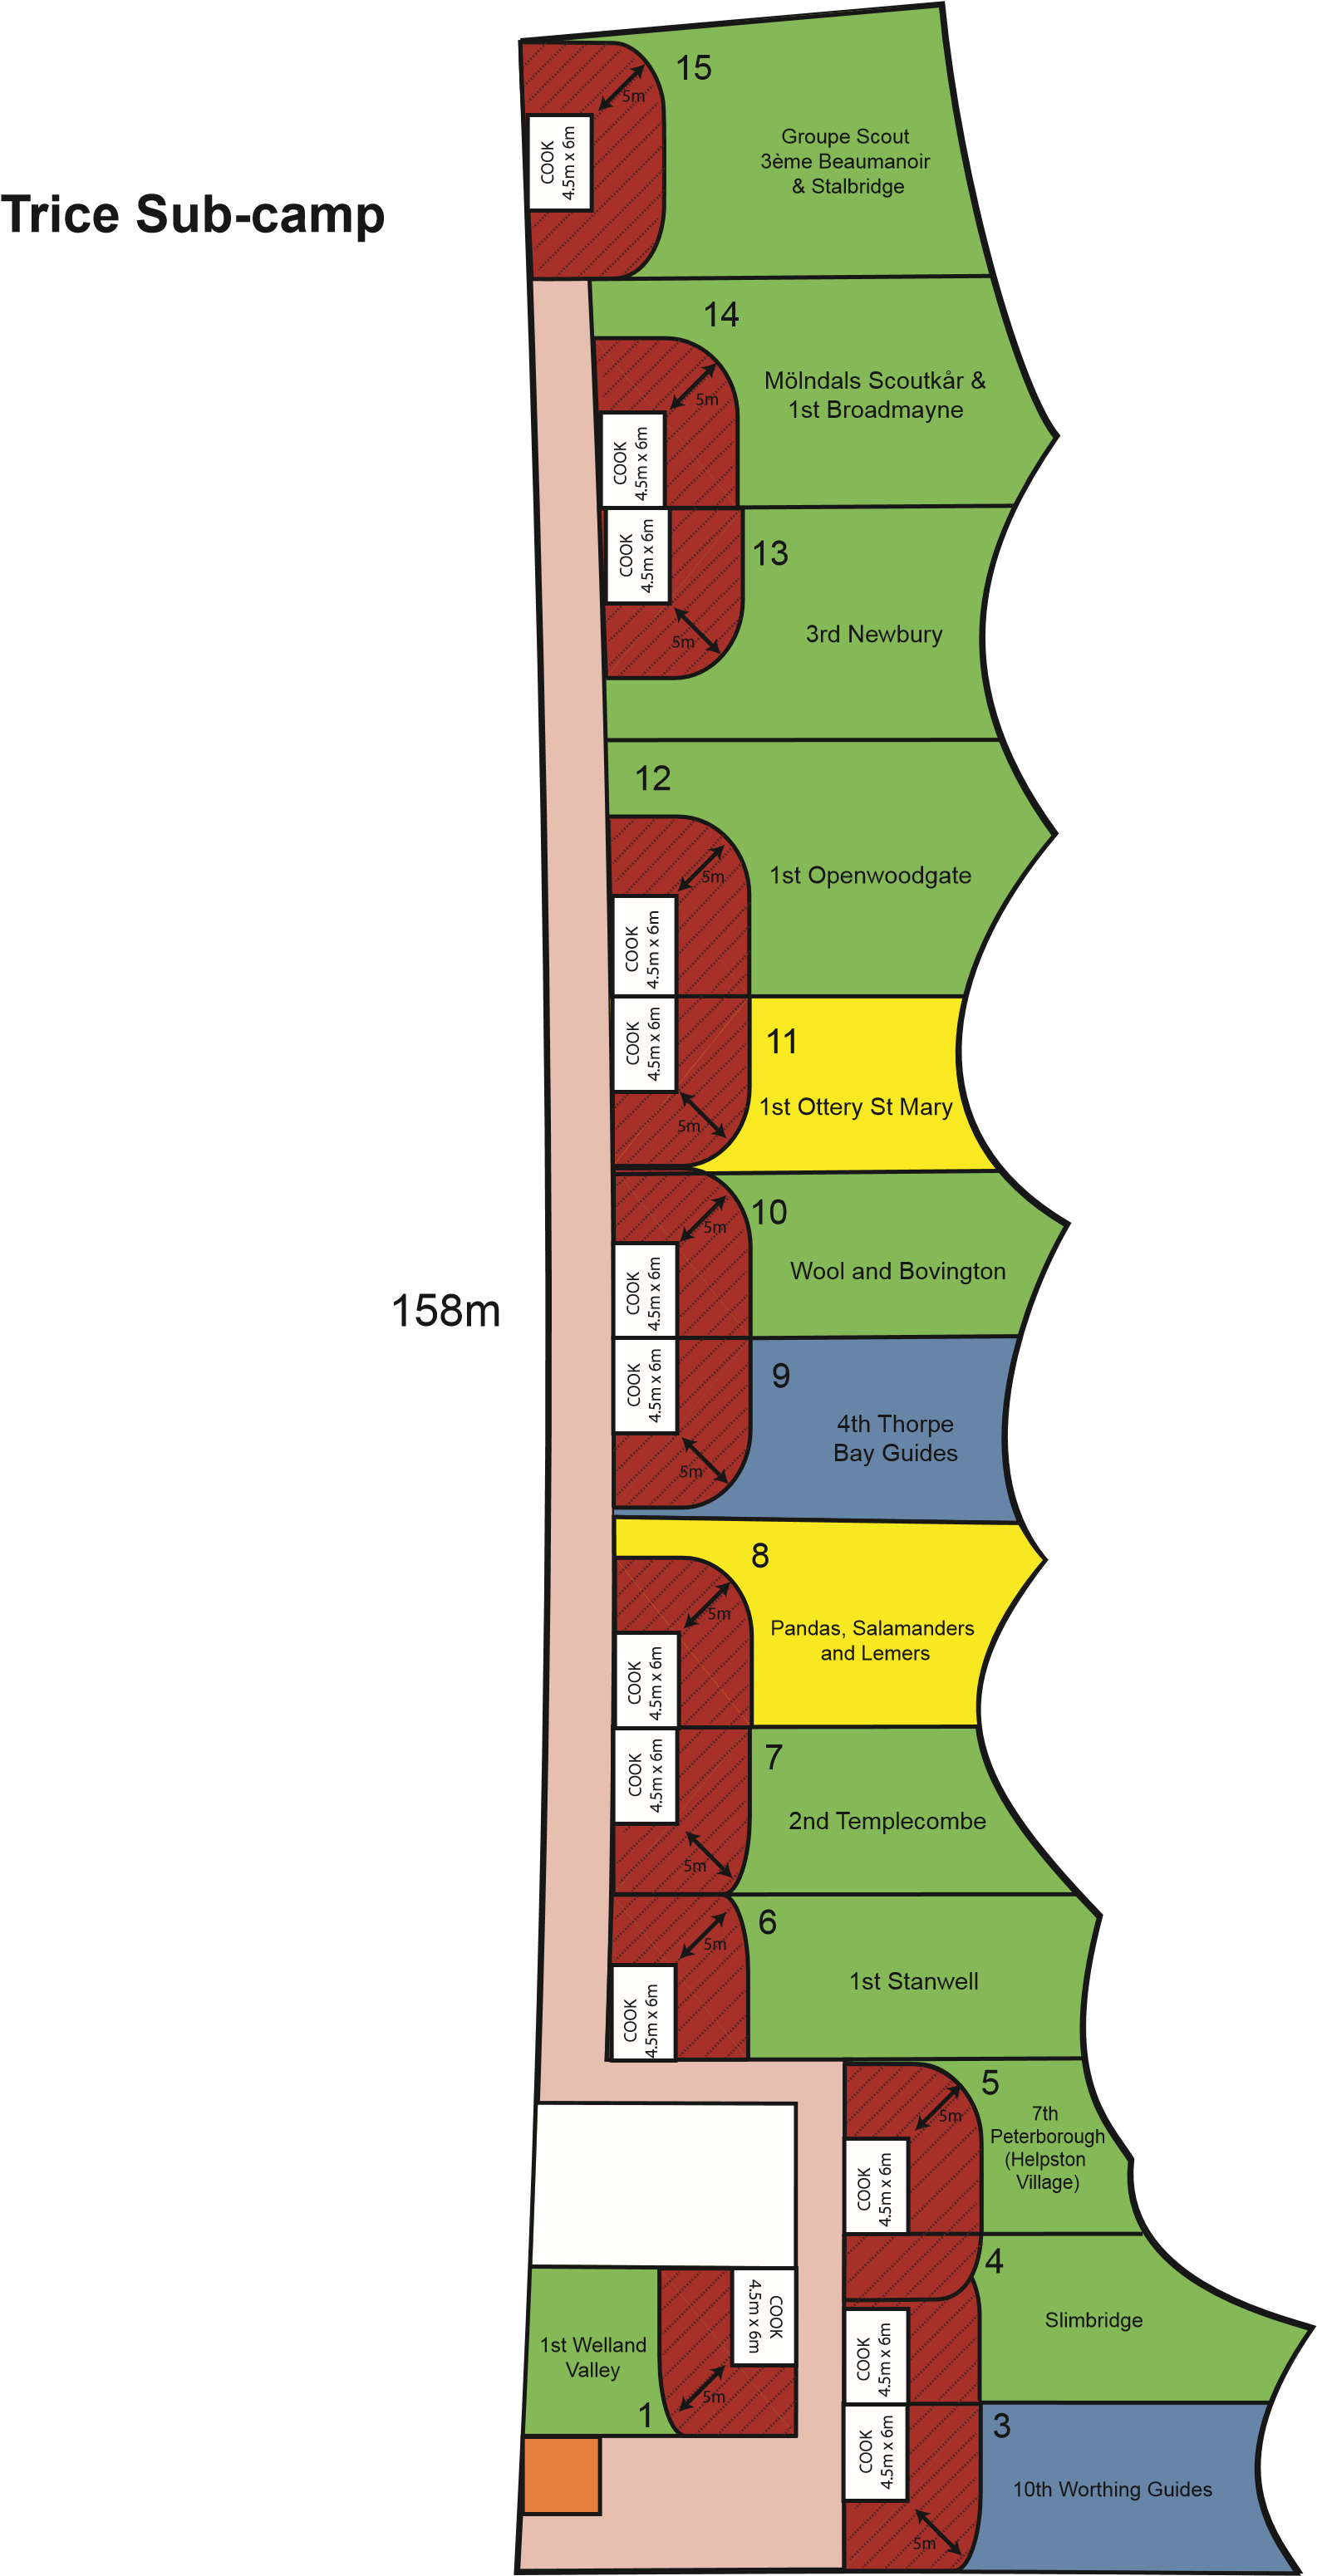 Trice Sub-camp
15
5m
COOK
4.5m x 6m
Groupe Scout
3ème Beaumanoir
& Stalbridge
14
5m
COOK
4.5m x 6m
Mölndals Scoutkår &
1st Broadmayne
13
COOK
4.5m x 6m
5m
3rd Newbury
12
5m
COOK
4.5m x 6m
1st Openwoodgate
11
COOK
4.5m x 6m
5m
1st Ottery St Mary
10
5m
COOK
4.5m x 6m
Wool and Bovington
158m
9
COOK
4.5m x 6m
5m
4th Thorpe
Bay Guides
8
5m
COOK
4.5m x 6m
Pandas, Salamanders
and Lemers
7
COOK
4.5m x 6m
5m
2nd Templecombe
6
5m
COOK
4.5m x 6m
1st Stanwell
5
5m
COOK
4.5m x 6m
7th
Peterborough
(Helpston
Village)
4
COOK
4.5m x 6m
Slimbridge
COOK
4.5m x 6m
1st Welland
Valley
5m
1
3
COOK
4.5m x 6m
5m
10th Worthing Guides